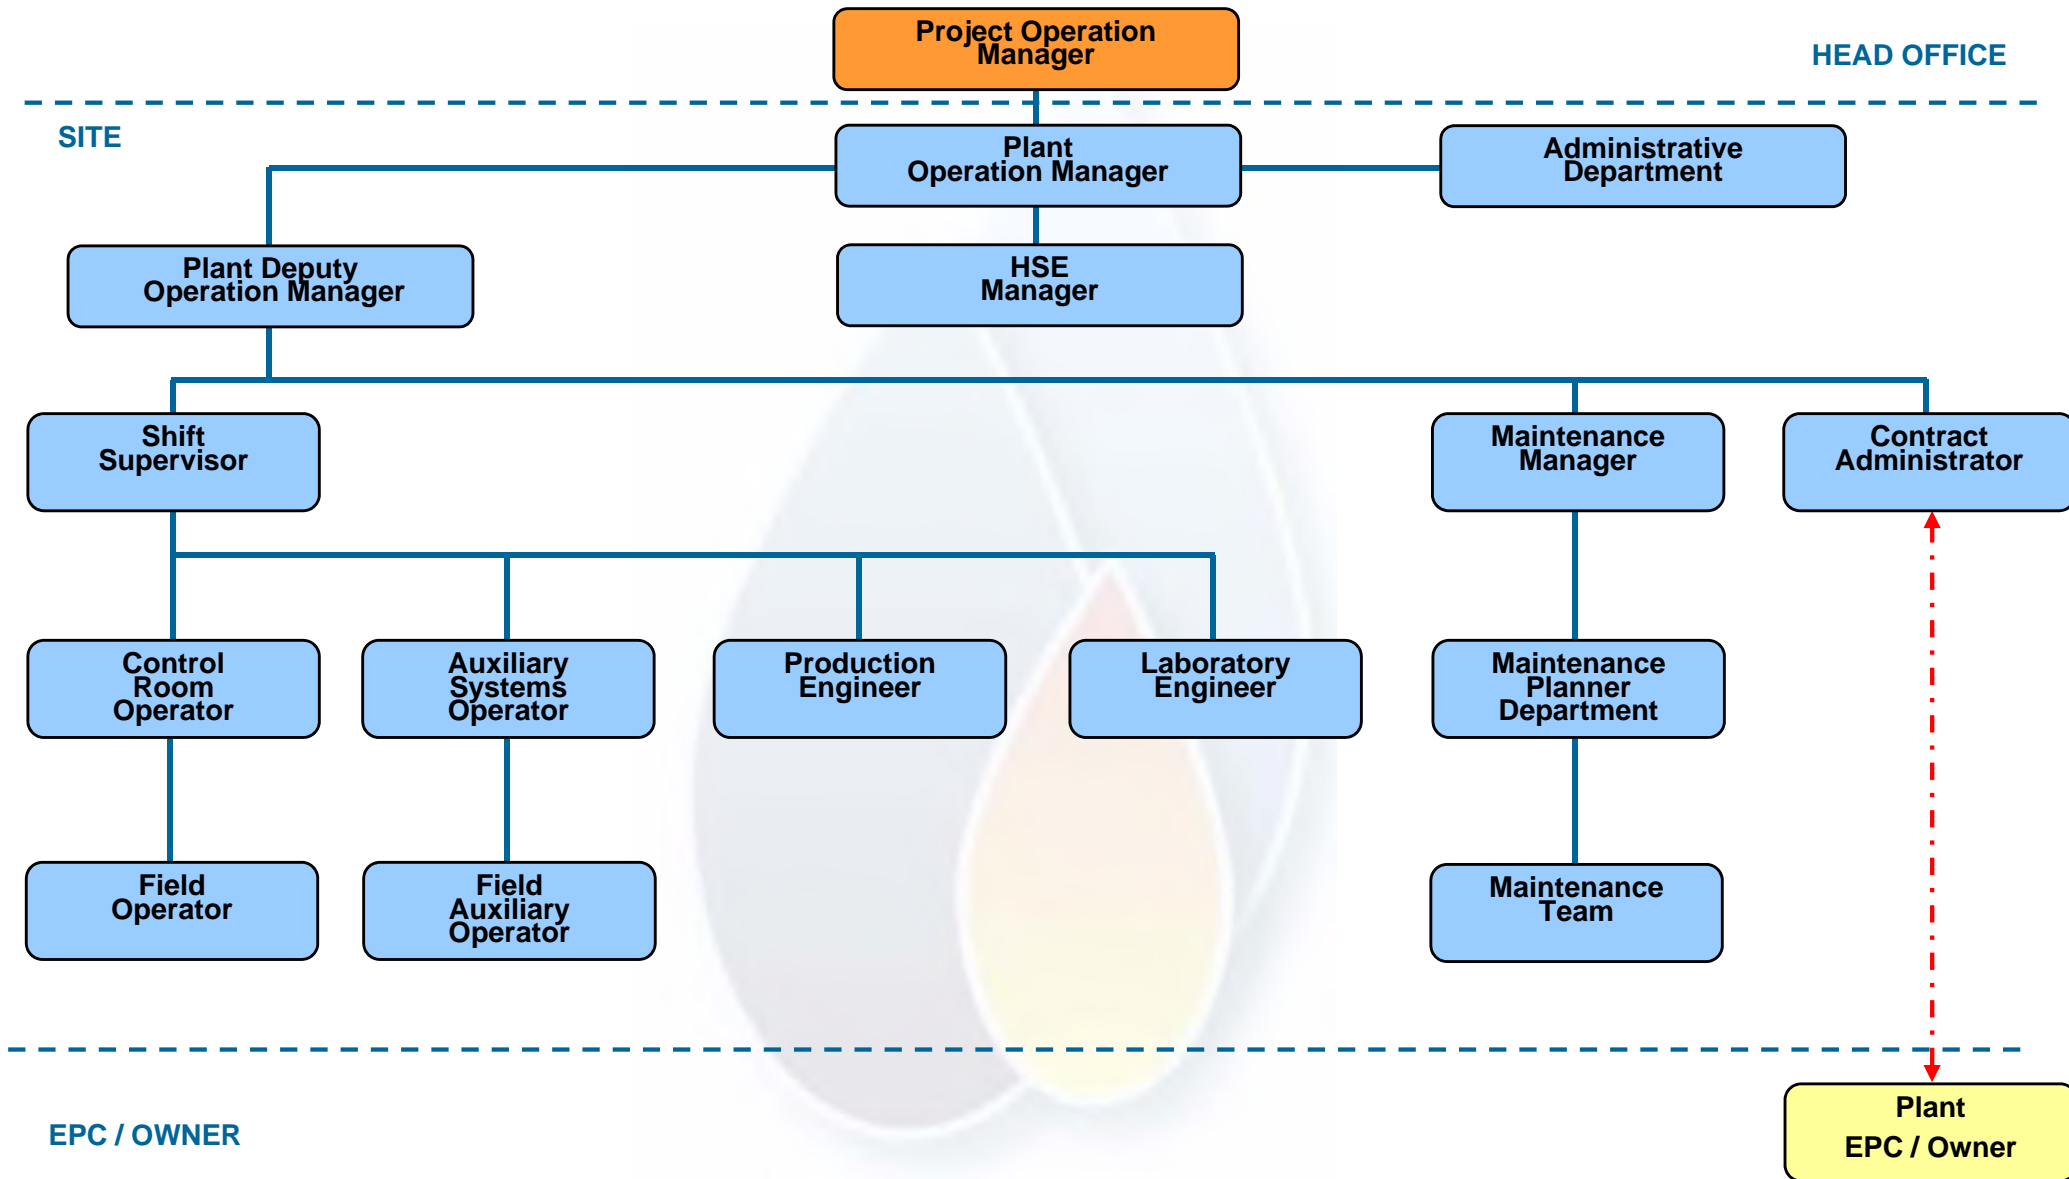 Project Operation
Manager
HEAD OFFICE
SITE
Plant
Operation Manager
Administrative
Department
Plant Deputy
Operation Manager
HSE
Manager
Shift
Supervisor
Maintenance
Manager
Contract
Administrator
Control
Room
Operator
Auxiliary
Systems
Operator
Production
Engineer
Laboratory
Engineer
Maintenance
Planner
Department
Field
Operator
Field
Auxiliary
Operator
Maintenance
Team
EPC / OWNER
Plant
EPC / Owner